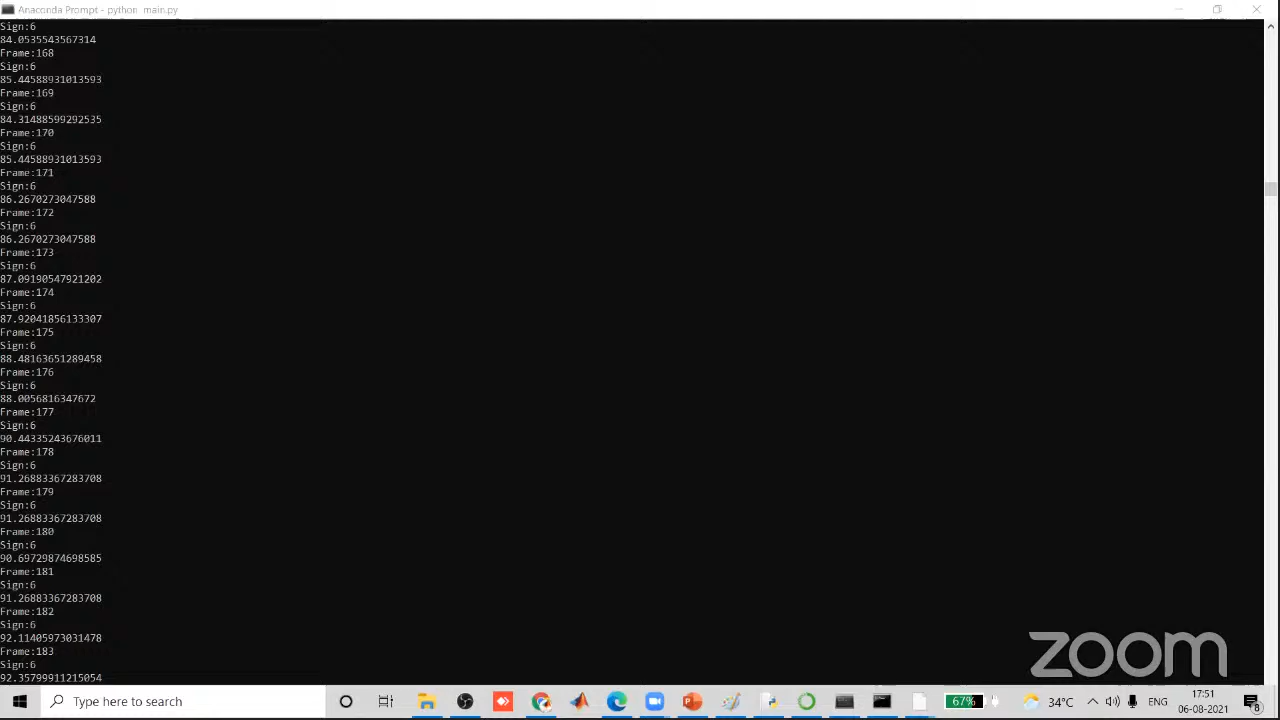 Anaconda Prompt - python main.py
Sign:6
84.0535543567314
Frame:168
Sign:6
85.44588931013593
Frame:169
Sign:6
84.31488599292535
Frame:170
Sign:6
85.44588931013593
Frame:171
Sign:6
86.2670273047588
Frame:172
Sign:6
86.2670273047588
Frame:173
Sign:6
87.09190547921202
Frame:174
Sign:6
87.92041856133307
Frame:175
Sign:6
88.48163651289458
Frame:176
Sign:6
88.0056816347672
Frame:177
Sign:6
90.44335243676011
Frame:178
Sign:6
91.26883367283708
Frame:179
Sign:6
91.26883367283708
Frame:180
Sign:6
90.69729874698585
Frame:181
Sign:6
91.26883367283708
Frame:182
Sign:6
92.11405973031478
Frame:183
Sign:6
92.35799911215054
zoom
Type here to search
67%
34°C
ENG
17:51
06-08-2021
8